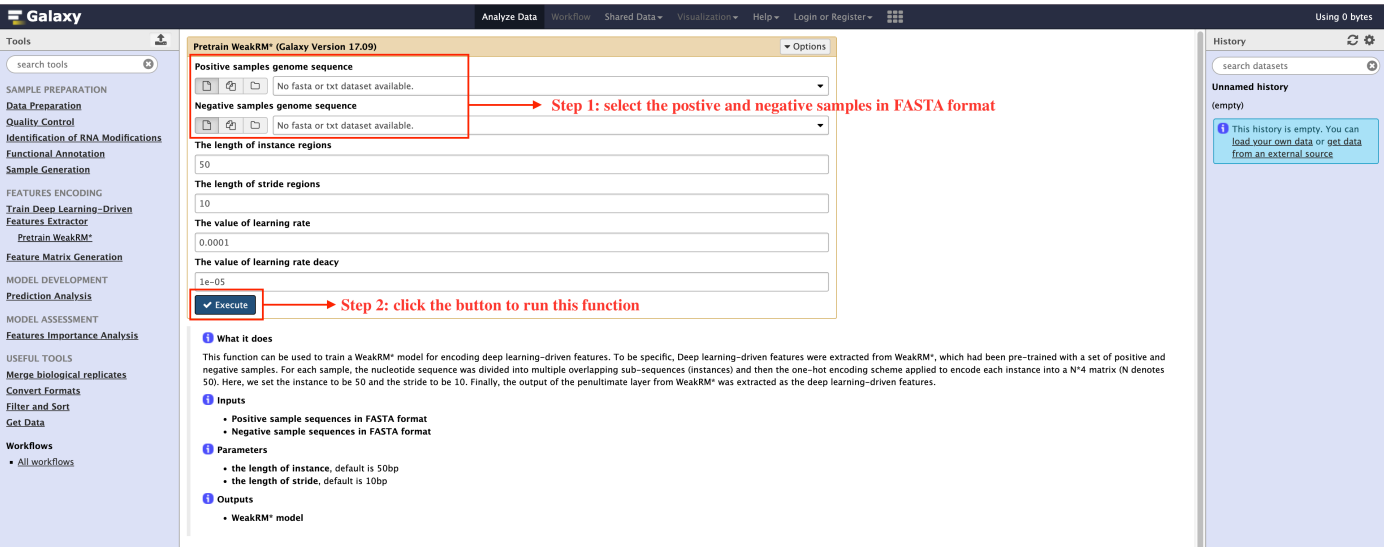 Galaxy
Analyze Data Workflow Shared Data Visualization Help Login or Register
Using 0 bytes
Tools
search tools
SAMPLE PREPARATION
Data Preparation
Quality Control
Identification of RNA Modifications
Functional Annotation
Sample Generation
FEATURES ENCODING
Train Deep Learning-Driven
Features Extractor
Pretrain WeakRM*
Feature Matrix Generation
MODEL DEVELOPMENT
Prediction Analysis
MODEL ASSESSMENT
Features Importance Analysis
USEFUL TOOLS
Merge biological replicates
Convert Formats
Filter and Sort
Get Data
Workflows
All workflows
Pretrain WeakRM* (Galaxy Version 17.09)
Options
Positive samples genome sequence
No fasta or txt dataset available.
Negative samples genome sequence
No fasta or txt dataset available.
Step 1: select the postive and negative samples in FASTA format
The length of instance regions
50
The length of stride regions
10
The value of learning rate
0.0001
The value of learning rate deacy
1e-05
Execute
Step 2: click the button to run this function
What it does
This function can be used to train a WeakRM* model for encoding deep learning-driven features. To be specific, Deep learning-driven features were extracted from WeakRM*, which had been pre-trained with a set of positive and
negative samples. For each sample, the nucleotide sequence was divided into multiple overlapping sub-sequences (instances) and then the one-hot encoding scheme applied to encode each instance into a N*4 matrix (N denotes
50). Here, we set the instance to be 50 and the stride to be 10. Finally, the output of the penultimate layer from WeakRM* was extracted as the deep learning-driven features.
Inputs
• Positive sample sequences in FASTA format
• Negative sample sequences in FASTA format
Parameters
• the length of instance, default is 50bp
• the length of stride, default is 10bp
Outputs
• WeakRM* model
History
search datasets
Unnamed history
(empty)
This history is empty. You can
load your own data or get data
from an external source